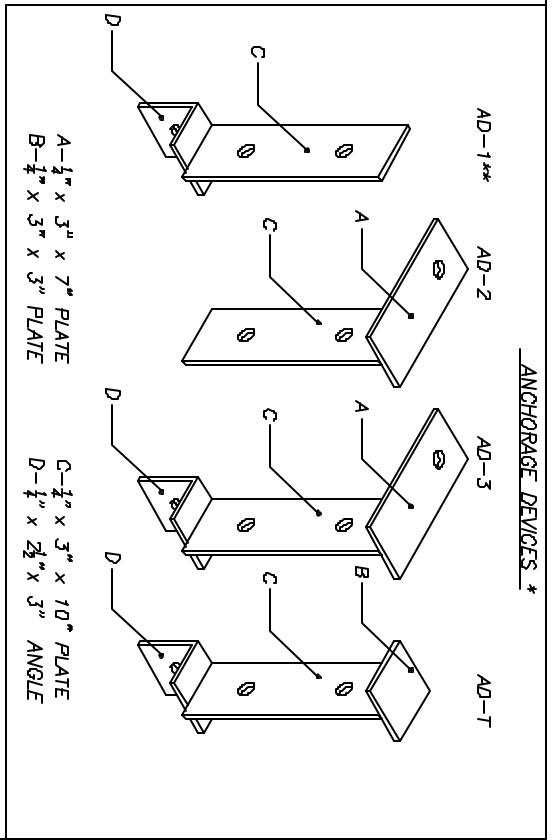 ANCHORAGE DEVICES *
AD-1** AD-2 AD-3 AD-T
A A B
C C C C
D D D
A-1/4" x 3" x 7" PLATE C-1/4" x 3" x 10" PLATE
B-1/4" x 3" x 3" PLATE D-1/4" x 2 1/2" x 3" ANGLE